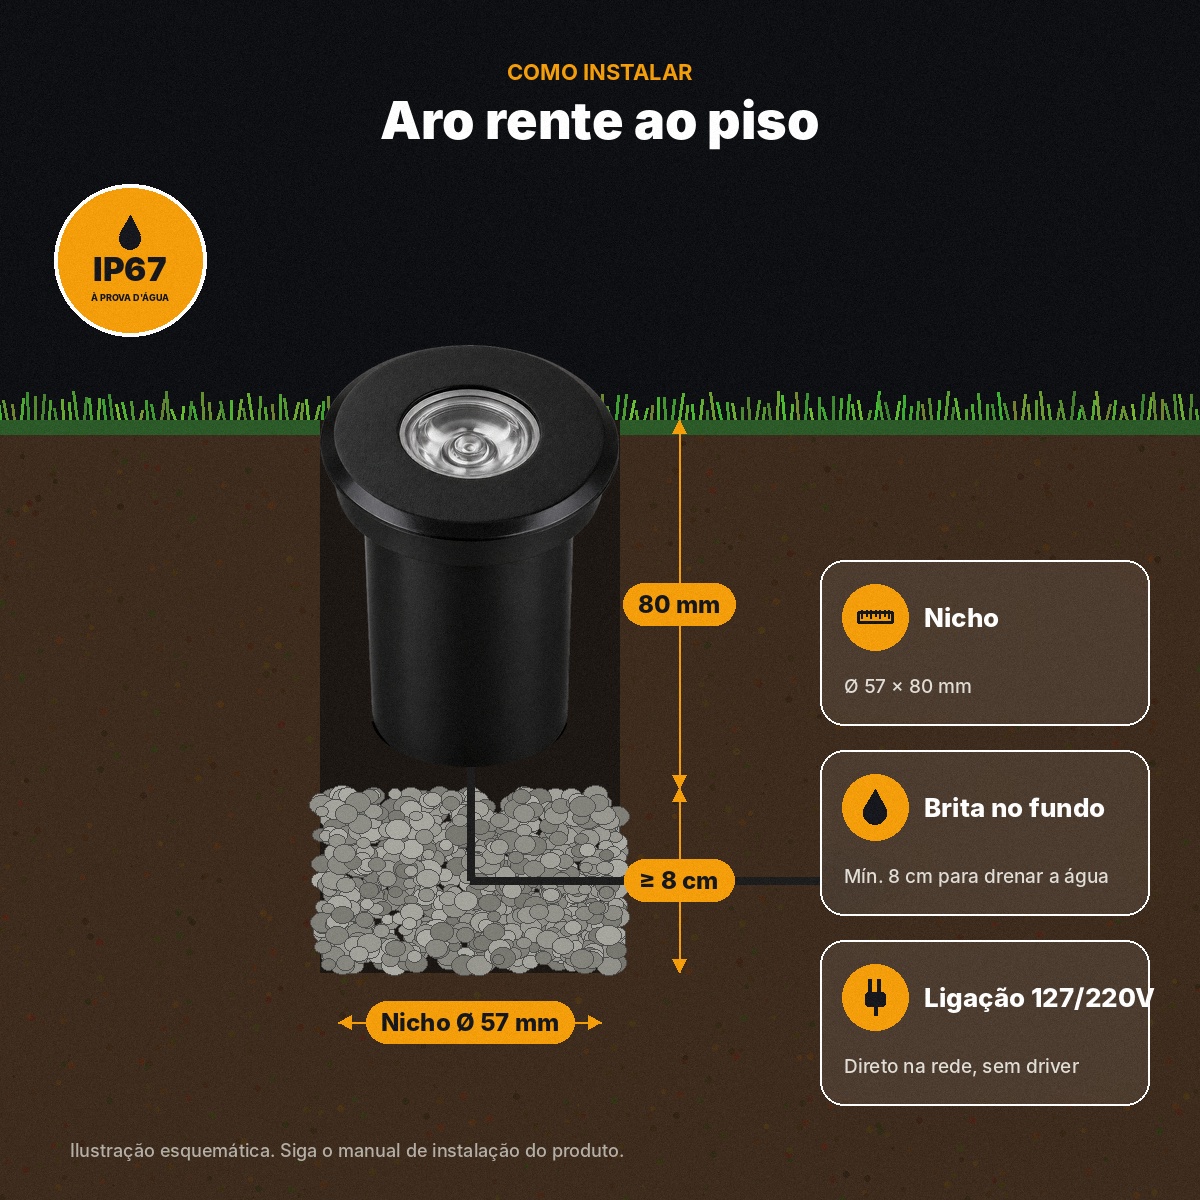 COMO INSTALAR
Aro rente ao piso
IP67
À PROVA D'ÁGUA
80 mm
Nicho
Ø 57 × 80 mm
Brita no fundo
≥ 8 cm
Mín. 8 cm para drenar a água
Ligação 127/220V
Nicho Ø 57 mm
Direto na rede, sem driver
Ilustração esquemática. Siga o manual de instalação do produto.